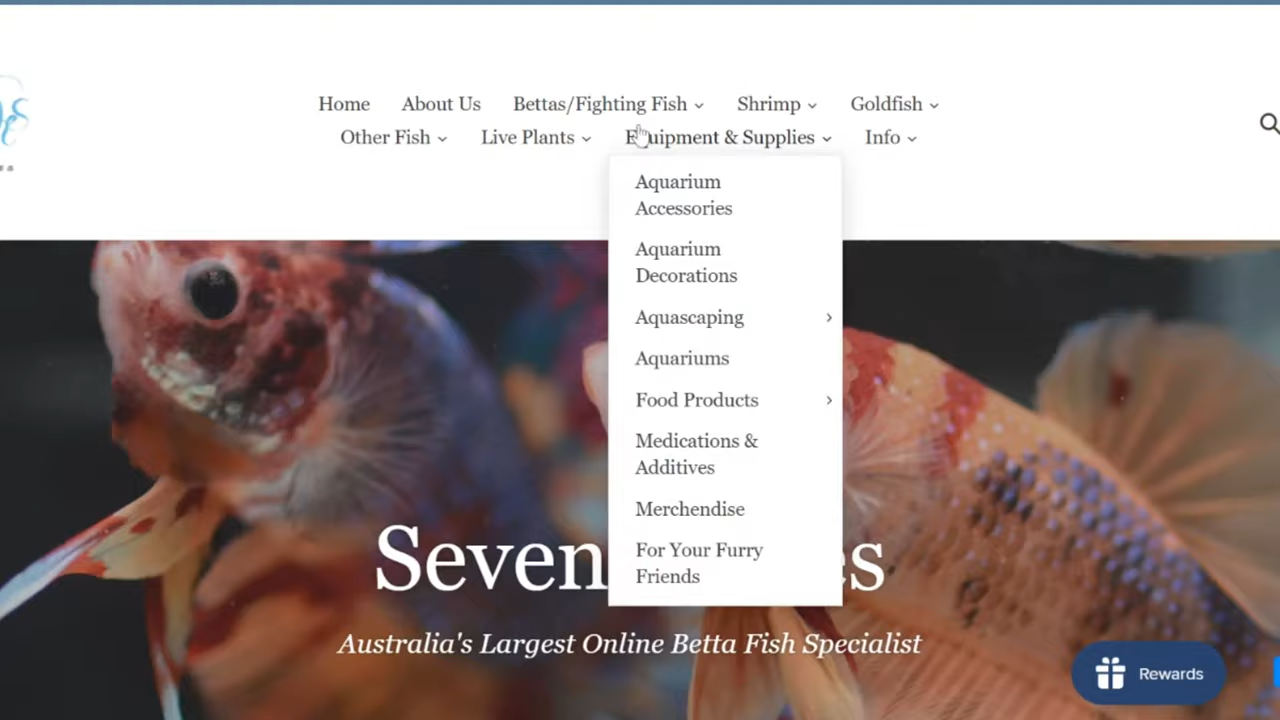 Home About Us Bettas/Fighting Fish Shrimp Goldfish
Other Fish Live Plants Equipment & Supplies Info
Aquarium
Accessories
Aquarium
Decorations
Aquascaping
Aquariums
Food Products
Medications &
Additives
Merchendise
For Your Furry
Friends
Seven
es
Australia's Largest Online Betta Fish Specialist
Rewards